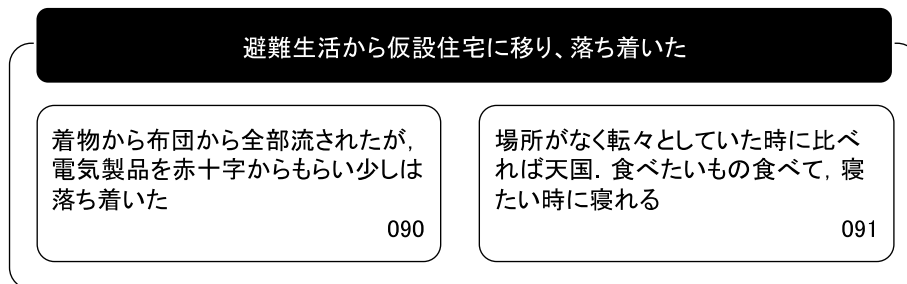 避難生活から仮設住宅に移り、落ち着いた
着物から布団から全部流されたが,
電気製品を赤十字からもらい少しは
落ち着いた
090
場所がなく転々としていた時に比べ
れば天国. 食べたいもの食べて, 寝
たい時に寝れる
091